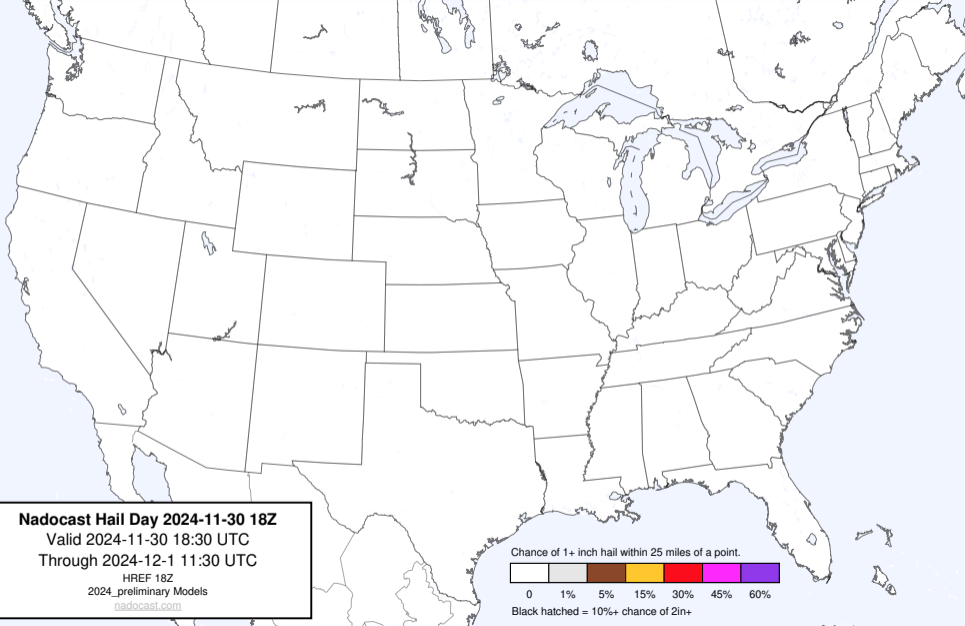 Nadocast Hail Day 2024-11-30 18Z
Valid 2024-11-30 18:30 UTC
Through 2024-12-1 11:30 UTC
HREF 18Z
2024_preliminary Models
nadocast.com
Chance of 1+ inch hail within 25 miles of a point.
0 1% 5% 15% 30% 45% 60%
Black hatched = 10%+ chance of 2in+